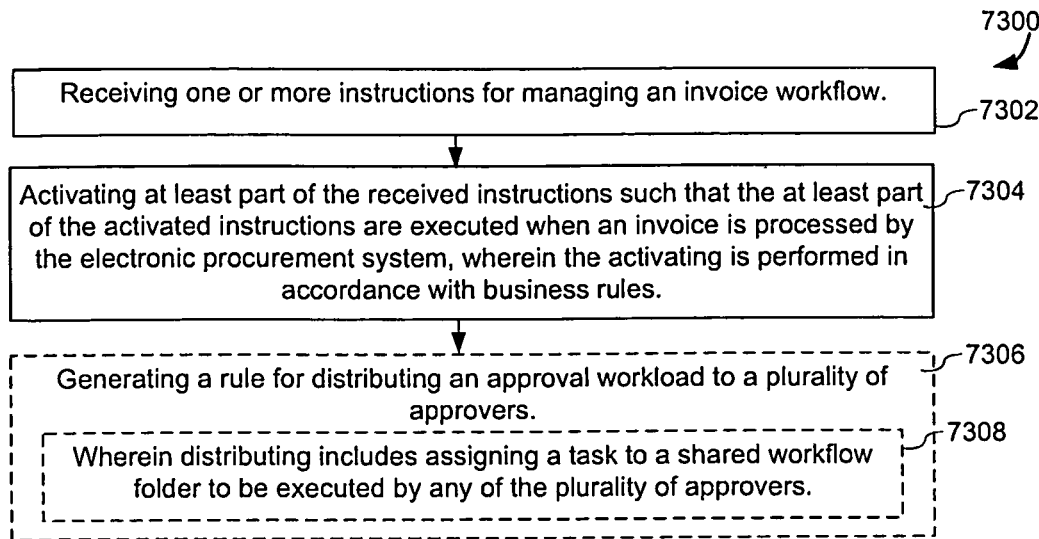 7300
Receiving one or more instructions for managing an invoice workflow.
7302
Activating at least part of the received instructions such that the at least part
7304
of the activated instructions are executed when an invoice is processed by
the electronic procurement system, wherein the activating is performed in
accordance with business rules.
7306
Generating a rule for distributing an approval workload to a plurality of
approvers.
7308
Wherein distributing includes assigning a task to a shared workflow
folder to be executed by any of the plurality of approvers.